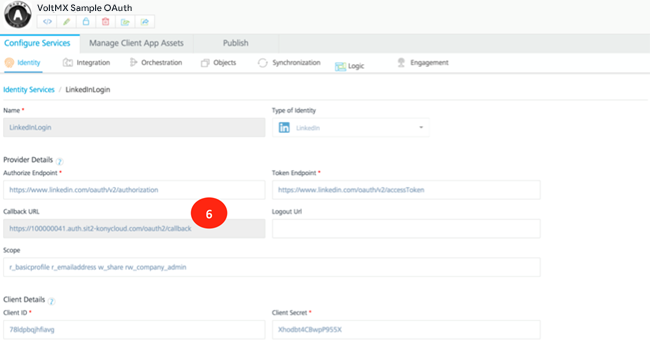 VoltMX Sample OAuth
Configure Services Manage Client App Assets Publish
Identity Integration Orchestration Objects Synchronization Logic Engagement
Identity Services / LinkedInLogin
Name * Type of Identity
LinkedInLogin LinkedIn
Provider Details ?
Authorize Endpoint * Token Endpoint *
https://www.linkedin.com/oauth/v2/authorization https://www.linkedin.com/oauth/v2/accessToken
Callback URL 6 Logout Url
https://100000041.auth.sit2-konycloud.com/oauth2/callback
Scope
r_basicprofile r_emailaddress w_share rw_company_admin
Client Details ?
Client ID * Client Secret *
78ldpbqjhflavg Xhodbt4C8wpP955X